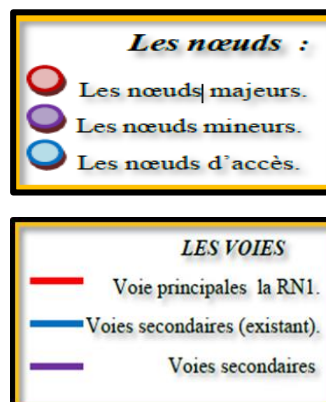 Les nœuds :
Les nœuds majeurs.
Les nœuds mineurs.
Les nœuds d'accès.
LES VOIES
Voie principales la RN1.
Voies secondaires (existant).
Voies secondaires